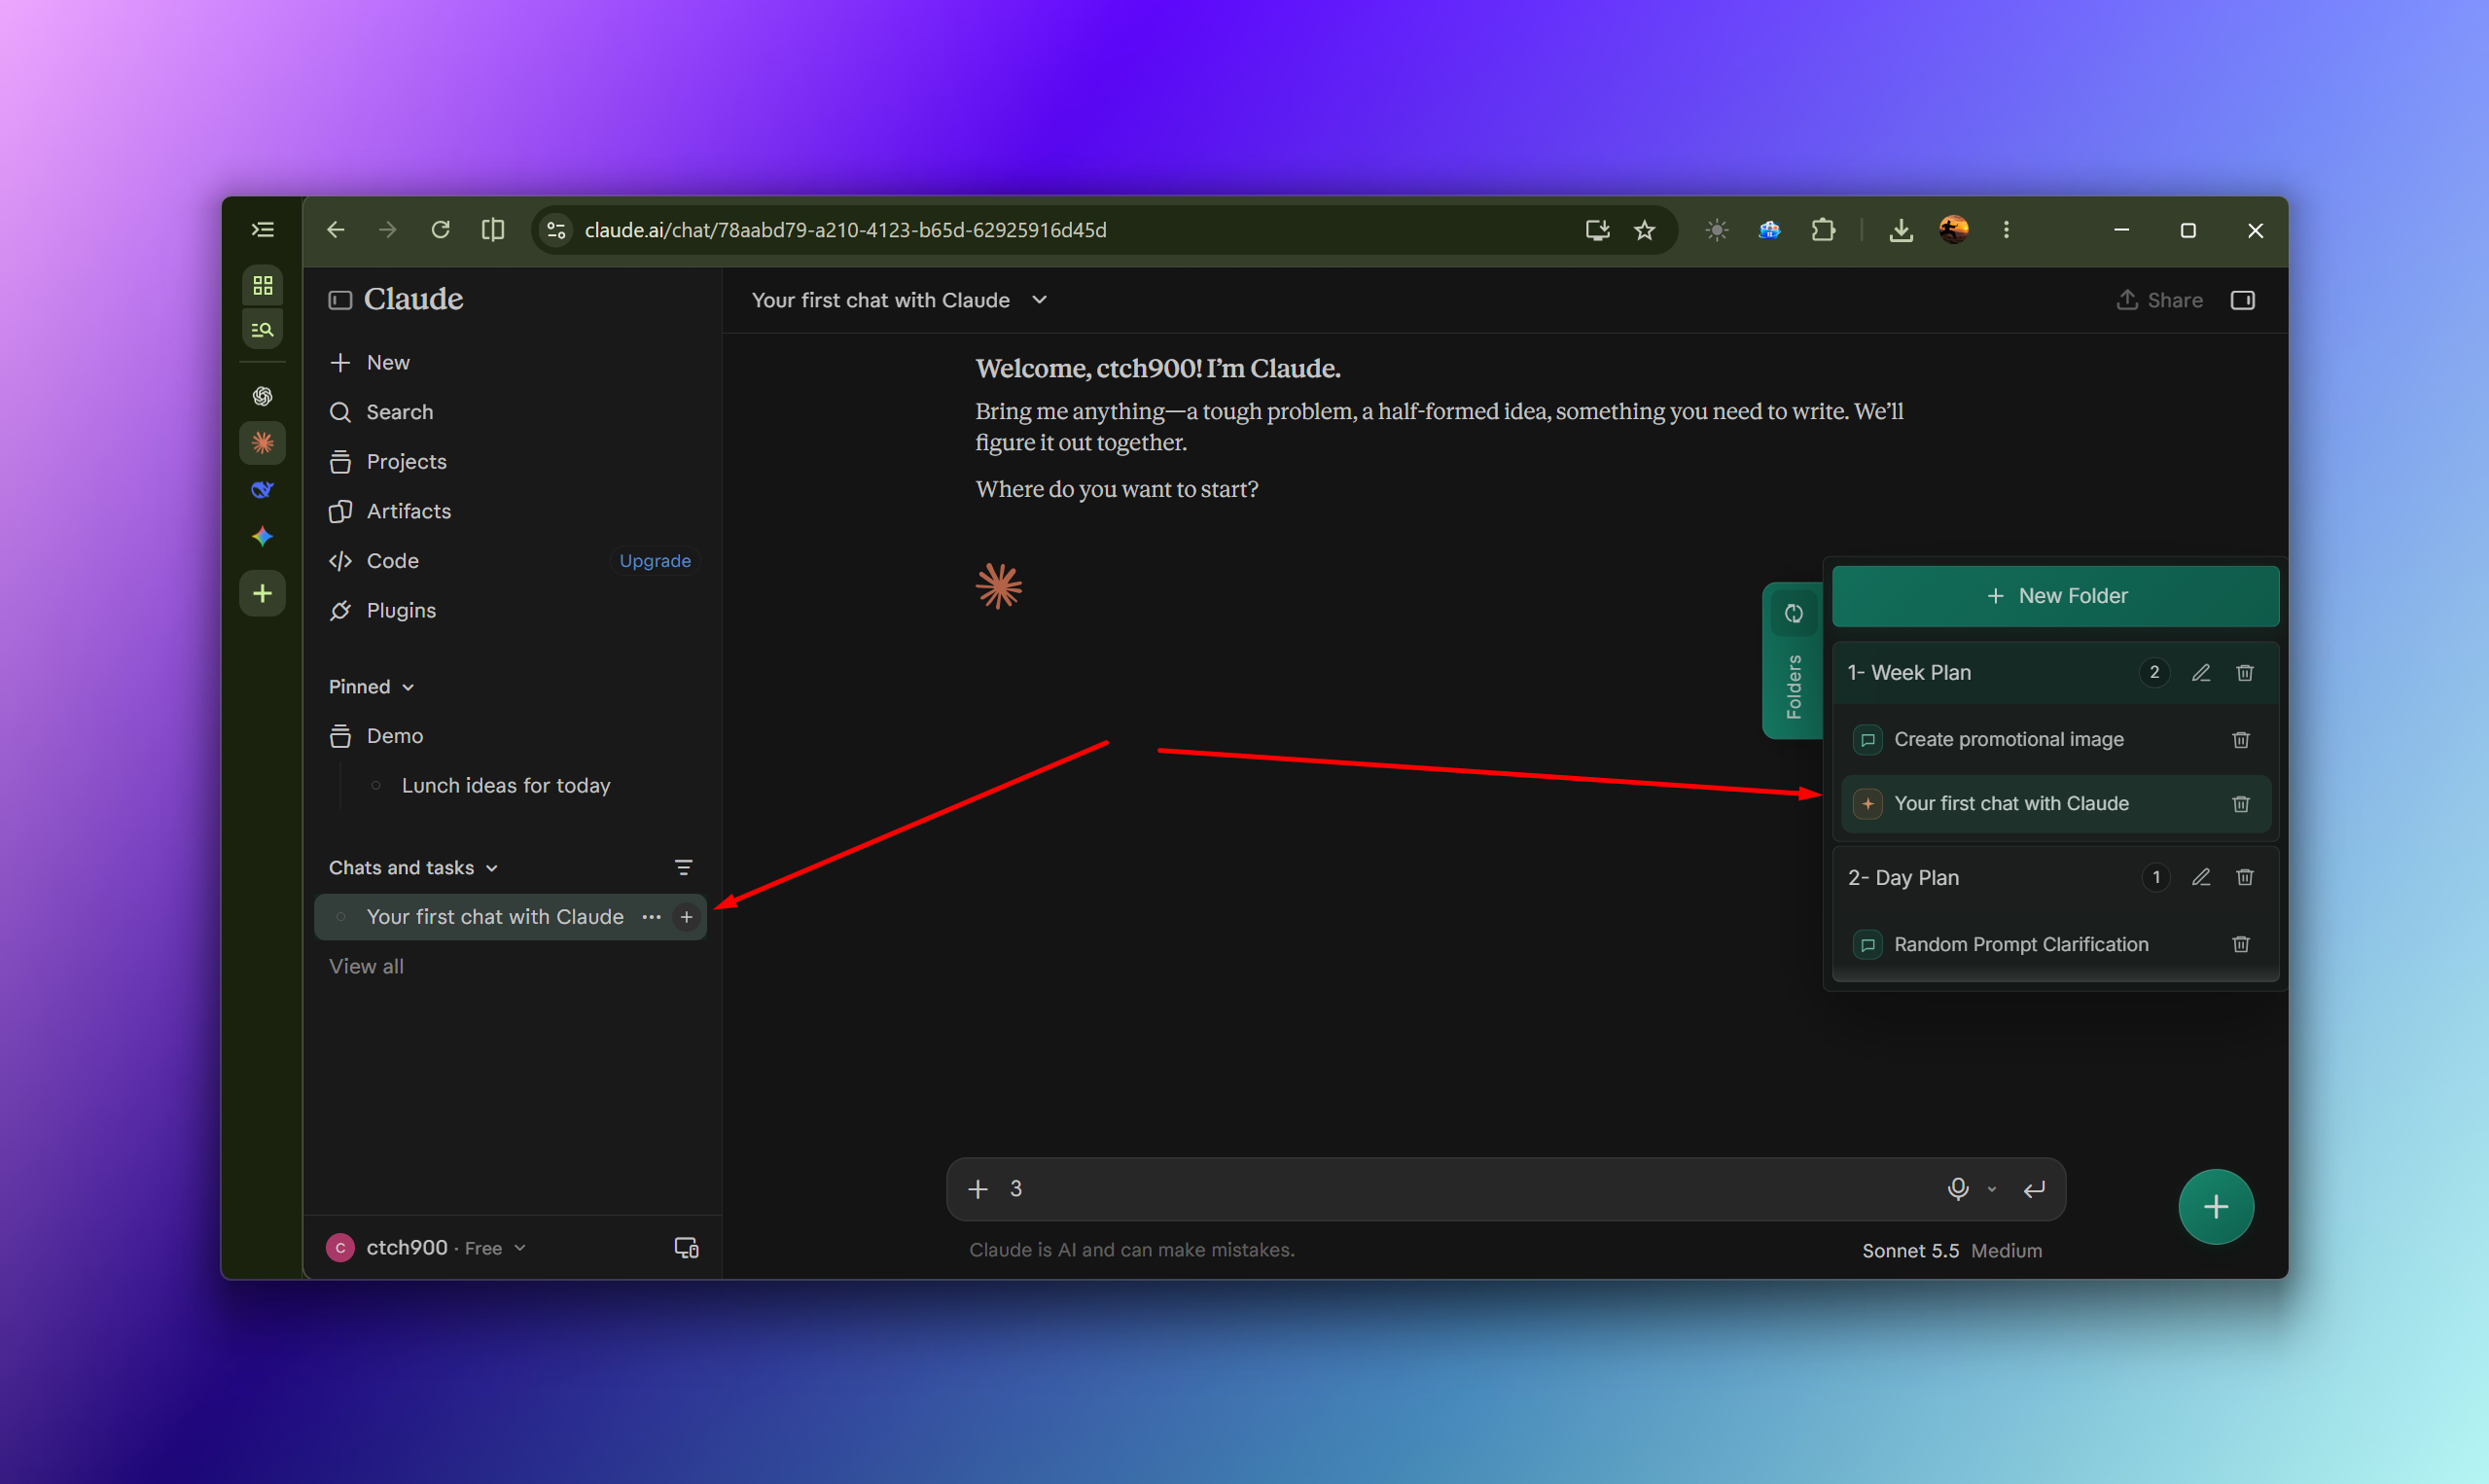 claude.ai/chat/78aabd79-a210-4123-b65d-62925916d45d
Claude
New
Search
Projects
Artifacts
Code
Upgrade
Plugins
Pinned
Demo
Lunch ideas for today
Chats and tasks
Your first chat with Claude
View all
C
ctch900 · Free
Your first chat with Claude
Share
Welcome, ctch900! I’m Claude.
Bring me anything—a tough problem, a half-formed idea, something you need to write. We’ll
figure it out together.
Where do you want to start?
3
Claude is AI and can make mistakes.
Sonnet 5.5 Medium
Folders
New Folder
1- Week Plan
2
Create promotional image
Your first chat with Claude
2- Day Plan
1
Random Prompt Clarification